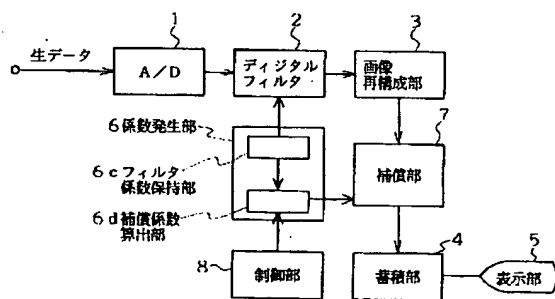 1
2
3
生データ
A/D
ディジタル
フィルタ
画像
再構成部
6係数発生部
7
6cフィルタ
係数保持部
補償部
6d補償係数
算出部
4
5
8
制御部
蓄積部
表示部